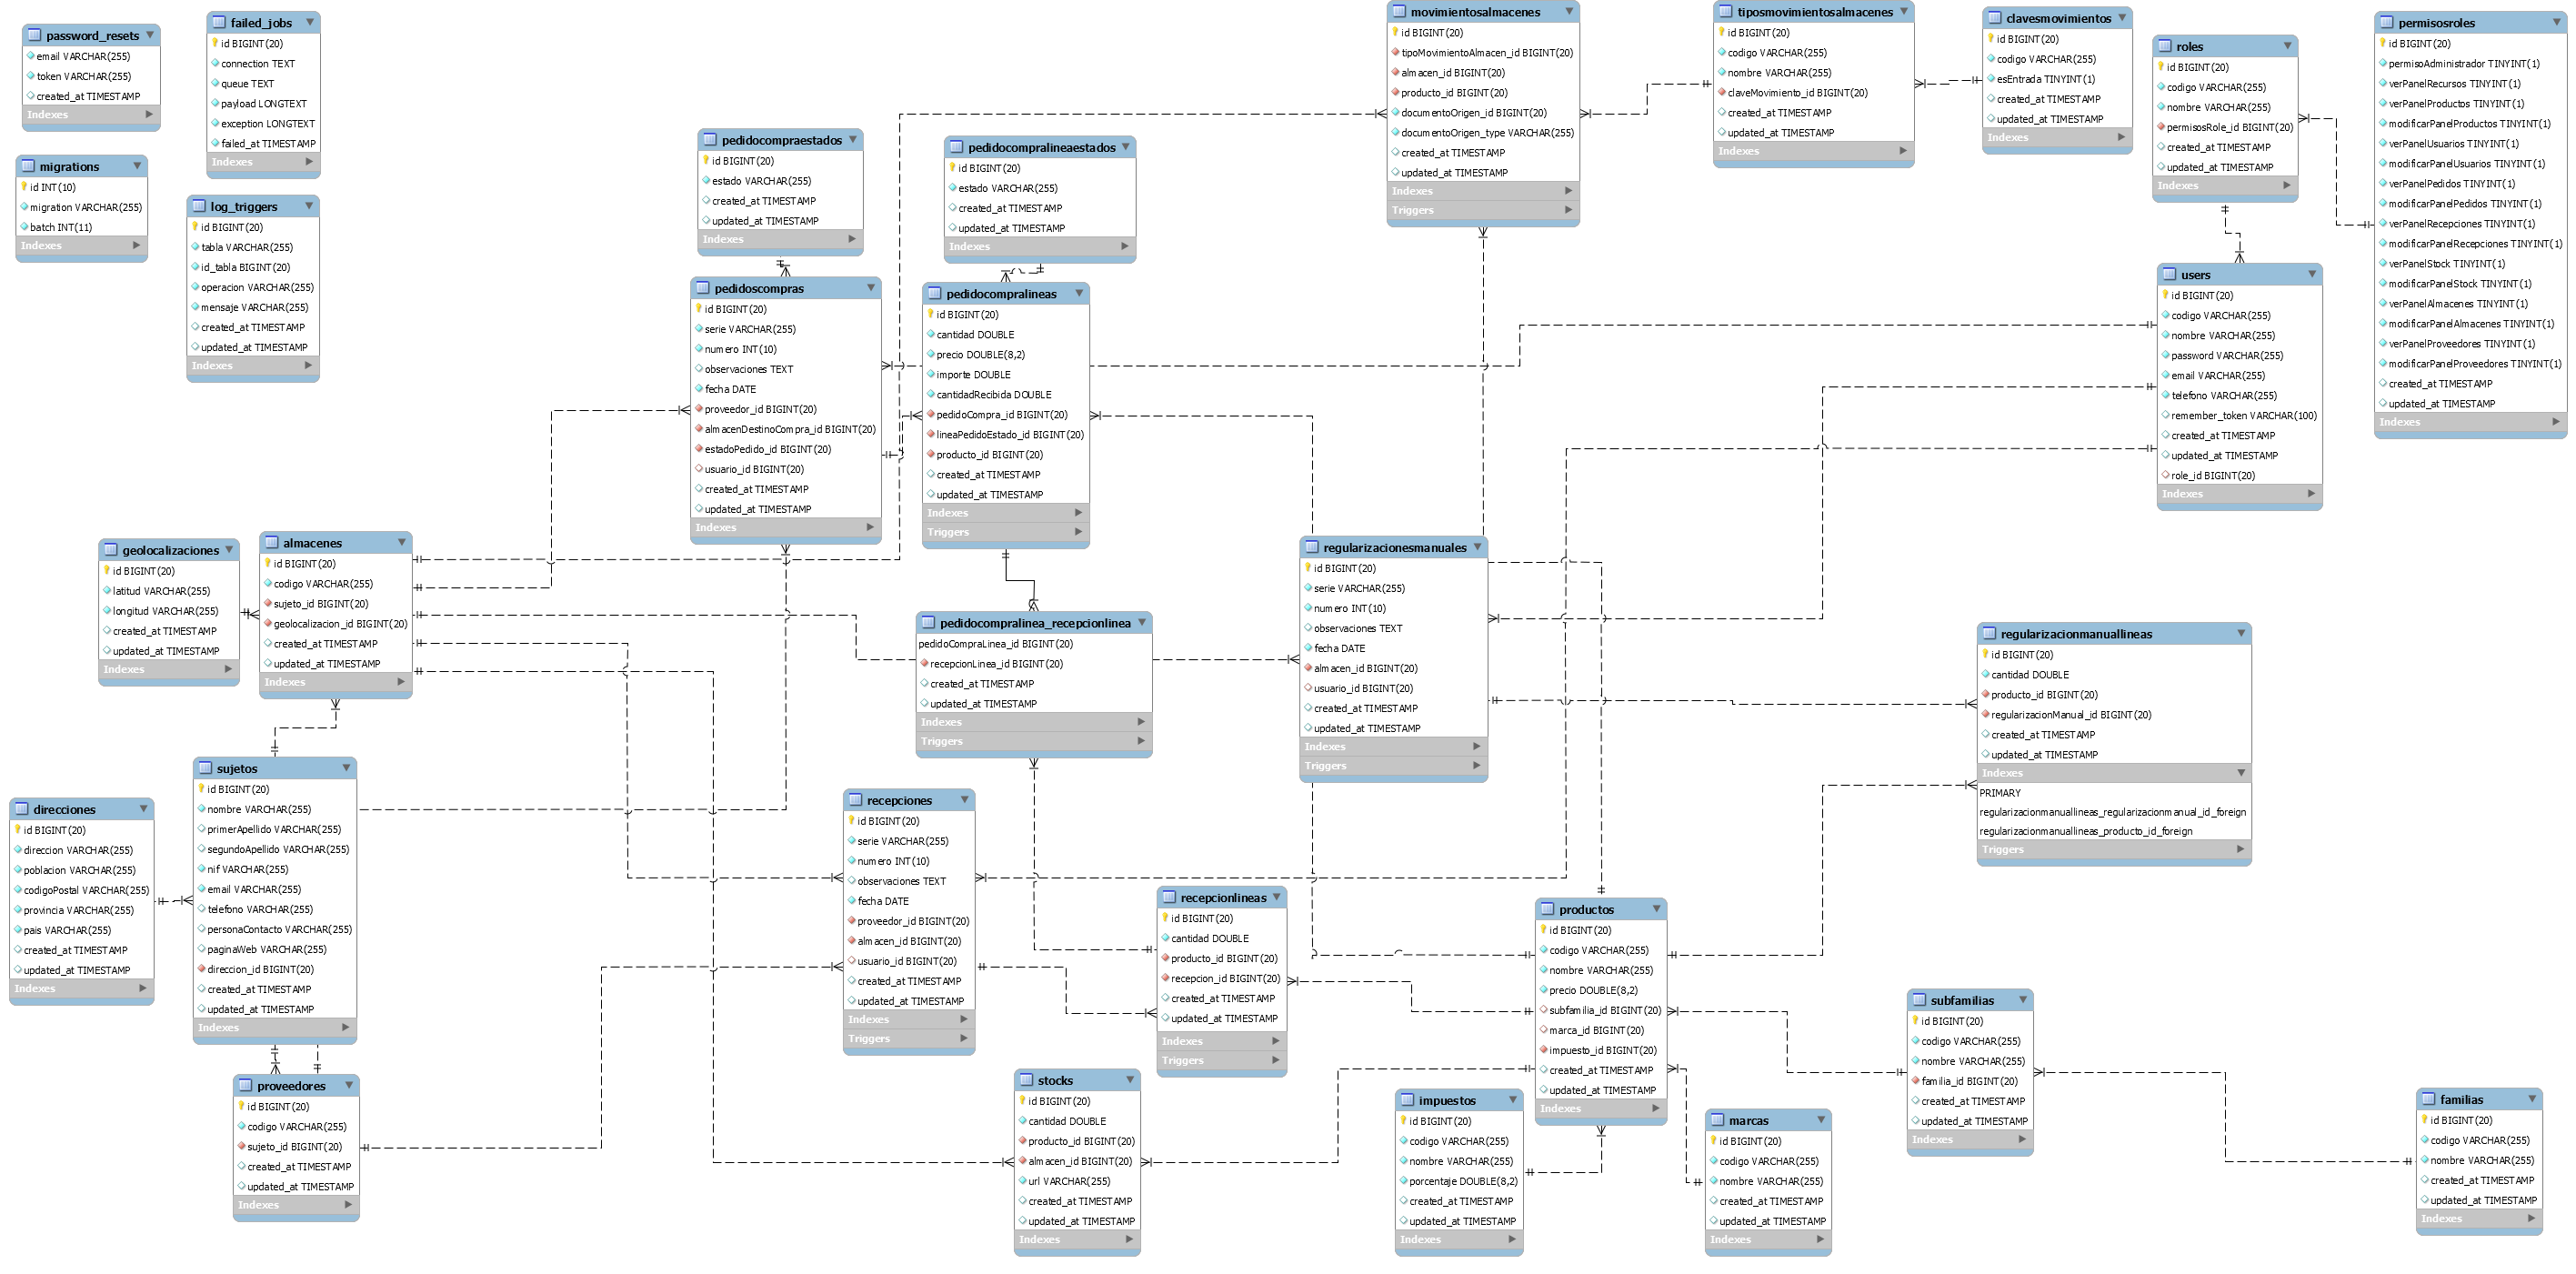 password_resets
email VARCHAR(255)
token VARCHAR(255)
created_at TIMESTAMP
Indexes
failed_jobs
id BIGINT(20)
connection TEXT
queue TEXT
payload LONGTEXT
exception LONGTEXT
failed_at TIMESTAMP
Indexes
migrations
id INT(10)
migration VARCHAR(255)
batch INT(11)
Indexes
log_triggers
id BIGINT(20)
tabla VARCHAR(255)
id_tabla BIGINT(20)
operacion VARCHAR(255)
mensaje VARCHAR(255)
created_at TIMESTAMP
updated_at TIMESTAMP
Indexes
pedidocompraestados
id BIGINT(20)
estado VARCHAR(255)
created_at TIMESTAMP
updated_at TIMESTAMP
Indexes
pedidocompralineaestados
id BIGINT(20)
estado VARCHAR(255)
created_at TIMESTAMP
updated_at TIMESTAMP
Indexes
movimientosalmacenes
id BIGINT(20)
tipoMovimientoAlmacen_id BIGINT(20)
almacen_id BIGINT(20)
producto_id BIGINT(20)
documentoOrigen_id BIGINT(20)
documentoOrigen_type VARCHAR(255)
created_at TIMESTAMP
updated_at TIMESTAMP
Indexes
Triggers
tiposmovimientosalmacenes
id BIGINT(20)
codigo VARCHAR(255)
nombre VARCHAR(255)
claveMovimiento_id BIGINT(20)
created_at TIMESTAMP
updated_at TIMESTAMP
Indexes
clavesmovimientos
id BIGINT(20)
codigo VARCHAR(255)
esEntrada TINYINT(1)
created_at TIMESTAMP
updated_at TIMESTAMP
Indexes
roles
id BIGINT(20)
codigo VARCHAR(255)
nombre VARCHAR(255)
permisosRole_id BIGINT(20)
created_at TIMESTAMP
updated_at TIMESTAMP
Indexes
permisosroles
id BIGINT(20)
permisoAdministrador TINYINT(1)
verPanelRecursos TINYINT(1)
verPanelProductos TINYINT(1)
modificarPanelProductos TINYINT(1)
verPanelUsuarios TINYINT(1)
modificarPanelUsuarios TINYINT(1)
verPanelPedidos TINYINT(1)
modificarPanelPedidos TINYINT(1)
verPanelRecepciones TINYINT(1)
modificarPanelRecepciones TINYINT(1)
verPanelStock TINYINT(1)
modificarPanelStock TINYINT(1)
verPanelAlmacenes TINYINT(1)
modificarPanelAlmacenes TINYINT(1)
verPanelProveedores TINYINT(1)
modificarPanelProveedores TINYINT(1)
created_at TIMESTAMP
updated_at TIMESTAMP
Indexes
pedidoscompras
id BIGINT(20)
serie VARCHAR(255)
numero INT(10)
observaciones TEXT
fecha DATE
proveedor_id BIGINT(20)
almacenDestinoCompra_id BIGINT(20)
estadoPedido_id BIGINT(20)
usuario_id BIGINT(20)
created_at TIMESTAMP
updated_at TIMESTAMP
Indexes
pedidocompralineas
id BIGINT(20)
cantidad DOUBLE
precio DOUBLE(8,2)
importe DOUBLE
cantidadRecibida DOUBLE
pedidoCompra_id BIGINT(20)
lineaPedidoEstado_id BIGINT(20)
producto_id BIGINT(20)
created_at TIMESTAMP
updated_at TIMESTAMP
Indexes
Triggers
users
id BIGINT(20)
codigo VARCHAR(255)
nombre VARCHAR(255)
password VARCHAR(255)
email VARCHAR(255)
telefono VARCHAR(255)
remember_token VARCHAR(100)
created_at TIMESTAMP
updated_at TIMESTAMP
role_id BIGINT(20)
Indexes
geolocalizaciones
id BIGINT(20)
latitud VARCHAR(255)
longitud VARCHAR(255)
created_at TIMESTAMP
updated_at TIMESTAMP
Indexes
almacenes
id BIGINT(20)
codigo VARCHAR(255)
sujeto_id BIGINT(20)
geolocalizacion_id BIGINT(20)
created_at TIMESTAMP
updated_at TIMESTAMP
Indexes
pedidocompralinea_recepcionlinea
pedidoCompraLinea_id BIGINT(20)
recepcionLinea_id BIGINT(20)
created_at TIMESTAMP
updated_at TIMESTAMP
Indexes
Triggers
regularizacionesmanuales
id BIGINT(20)
serie VARCHAR(255)
numero INT(10)
observaciones TEXT
fecha DATE
almacen_id BIGINT(20)
usuario_id BIGINT(20)
created_at TIMESTAMP
updated_at TIMESTAMP
Indexes
Triggers
regularizacionmanuallineas
id BIGINT(20)
cantidad DOUBLE
producto_id BIGINT(20)
regularizacionManual_id BIGINT(20)
created_at TIMESTAMP
updated_at TIMESTAMP
Indexes
PRIMARY
regularizacionmanuallineas_regularizacionmanual_id_foreign
regularizacionmanuallineas_producto_id_foreign
Triggers
direcciones
id BIGINT(20)
direccion VARCHAR(255)
poblacion VARCHAR(255)
codigoPostal VARCHAR(255)
provincia VARCHAR(255)
pais VARCHAR(255)
created_at TIMESTAMP
updated_at TIMESTAMP
Indexes
sujetos
id BIGINT(20)
nombre VARCHAR(255)
primerApellido VARCHAR(255)
segundoApellido VARCHAR(255)
nif VARCHAR(255)
email VARCHAR(255)
telefono VARCHAR(255)
personaContacto VARCHAR(255)
paginaWeb VARCHAR(255)
direccion_id BIGINT(20)
created_at TIMESTAMP
updated_at TIMESTAMP
Indexes
recepciones
id BIGINT(20)
serie VARCHAR(255)
numero INT(10)
observaciones TEXT
fecha DATE
proveedor_id BIGINT(20)
almacen_id BIGINT(20)
usuario_id BIGINT(20)
created_at TIMESTAMP
updated_at TIMESTAMP
Indexes
Triggers
recepcionlineas
id BIGINT(20)
cantidad DOUBLE
producto_id BIGINT(20)
recepcion_id BIGINT(20)
created_at TIMESTAMP
updated_at TIMESTAMP
Indexes
Triggers
productos
id BIGINT(20)
codigo VARCHAR(255)
nombre VARCHAR(255)
precio DOUBLE(8,2)
subfamilia_id BIGINT(20)
marca_id BIGINT(20)
impuesto_id BIGINT(20)
created_at TIMESTAMP
updated_at TIMESTAMP
Indexes
subfamilias
id BIGINT(20)
codigo VARCHAR(255)
nombre VARCHAR(255)
familia_id BIGINT(20)
created_at TIMESTAMP
updated_at TIMESTAMP
Indexes
proveedores
id BIGINT(20)
codigo VARCHAR(255)
sujeto_id BIGINT(20)
created_at TIMESTAMP
updated_at TIMESTAMP
Indexes
stocks
id BIGINT(20)
cantidad DOUBLE
producto_id BIGINT(20)
almacen_id BIGINT(20)
url VARCHAR(255)
created_at TIMESTAMP
updated_at TIMESTAMP
Indexes
impuestos
id BIGINT(20)
codigo VARCHAR(255)
nombre VARCHAR(255)
porcentaje DOUBLE(8,2)
created_at TIMESTAMP
updated_at TIMESTAMP
Indexes
marcas
id BIGINT(20)
codigo VARCHAR(255)
nombre VARCHAR(255)
created_at TIMESTAMP
updated_at TIMESTAMP
Indexes
familias
id BIGINT(20)
codigo VARCHAR(255)
nombre VARCHAR(255)
created_at TIMESTAMP
updated_at TIMESTAMP
Indexes